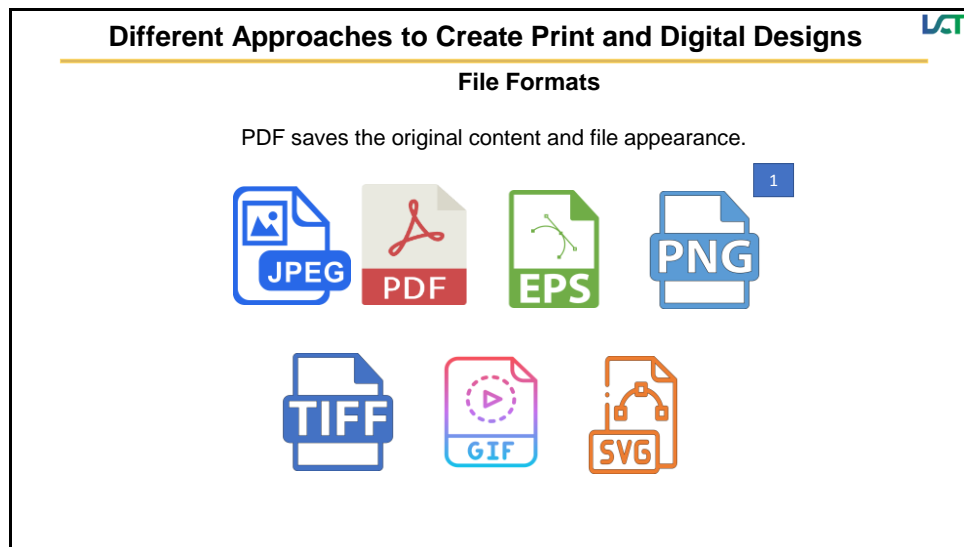 Different Approaches to Create Print and Digital Designs
LCT
File Formats
PDF saves the original content and file appearance.
1
JPEG
PDF
EPS
PNG
TIFF
GIF
SVG